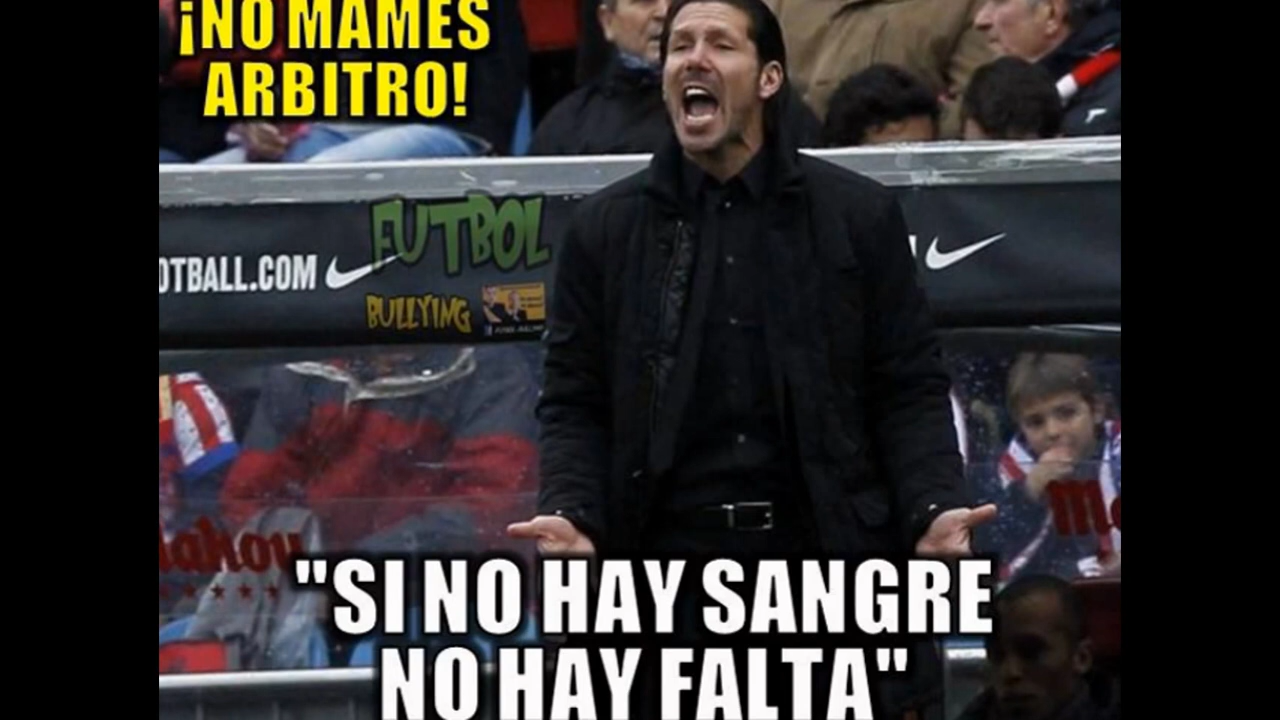 ¡NO MAMES
ARBITRO!
FUTBOL
OTBALL.COM
BULLYING
"SI NO HAY SANGRE
NO HAY FALTA"